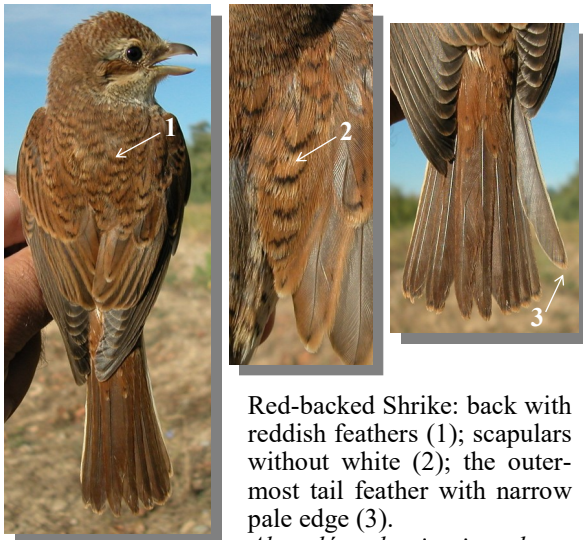 1
2
3
Red-backed Shrike: back with
reddish feathers (1); scapulars
without white (2); the outer-
most tail feather with narrow
pale edge (3).